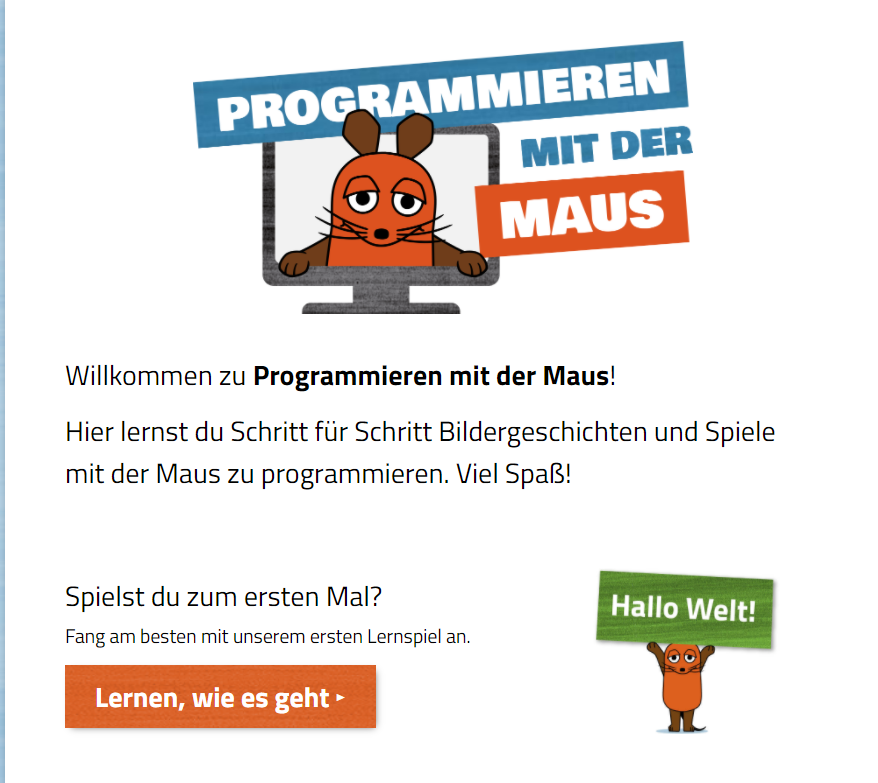 PROGRAMMIEREN
MIT DER
MAUS
Willkommen zu Programmieren mit der Maus!
Hier lernst du Schritt für Schritt Bildergeschichten und Spiele
mit der Maus zu programmieren. Viel Spaß!
Spielst du zum ersten Mal?
Fang am besten mit unserem ersten Lernspiel an.
Lernen, wie es geht ▸
Hallo Welt!